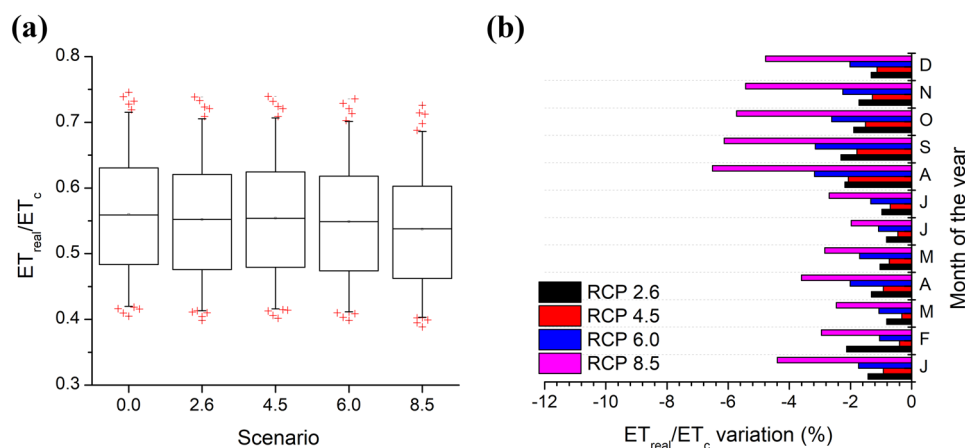 (a)
0.8
0.7
0.6
0.5
0.4
0.3
ETreal/ETc
0.0 2.6 4.5 6.0 8.5
Scenario
(b)
D
N
O
S
A
J
J
M
A
M
F
J
Month of the year
RCP 2.6
RCP 4.5
RCP 6.0
RCP 8.5
-12 -10 -8 -6 -4 -2 0
ETreal/ETc variation (%)